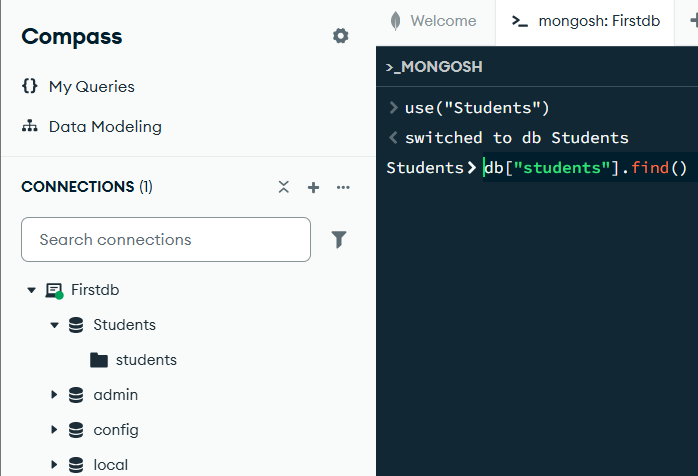 Compass
My Queries
Data Modeling
CONNECTIONS (1)
Search connections
Firstdb
Students
students
admin
config
local
Welcome
>_ mongosh: Firstdb
>_MONGOSH
> use("Students")
< switched to db Students
Students> db["students"].find()